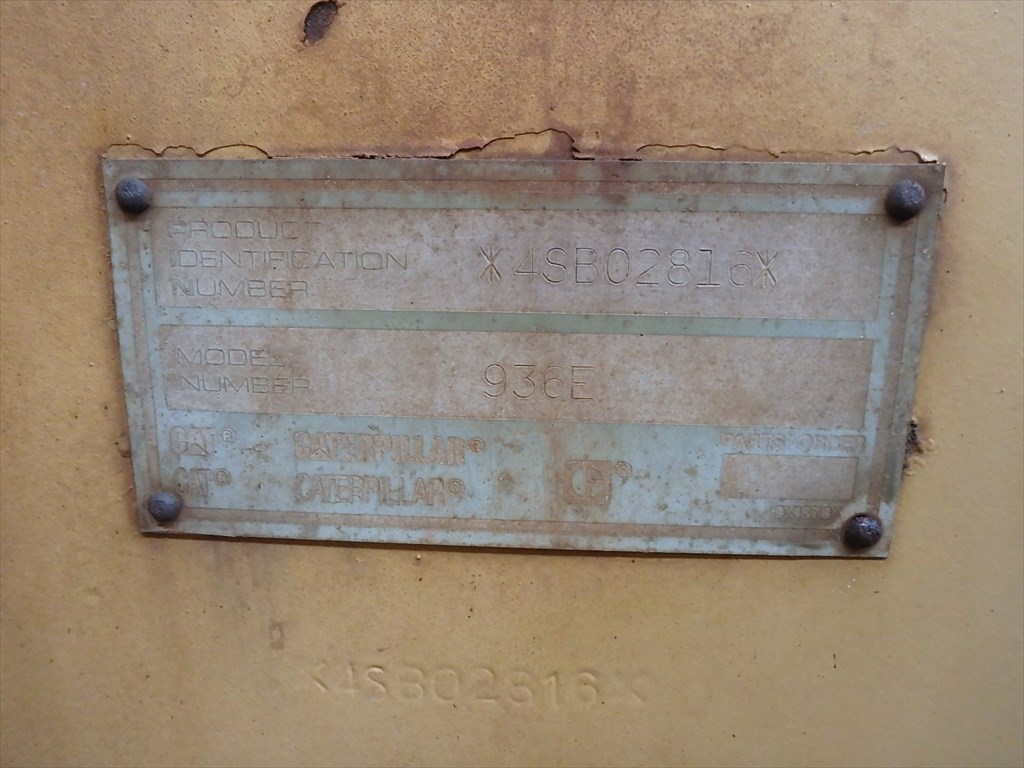 PRODUCT
IDENTIFICATION
NUMBER
*4SB02816*
MODEL
NUMBER
936E
CAT® CATERPILLAR®
CAT® CATERPILLAR® ®
PARTS ORDER
*4SB02816*